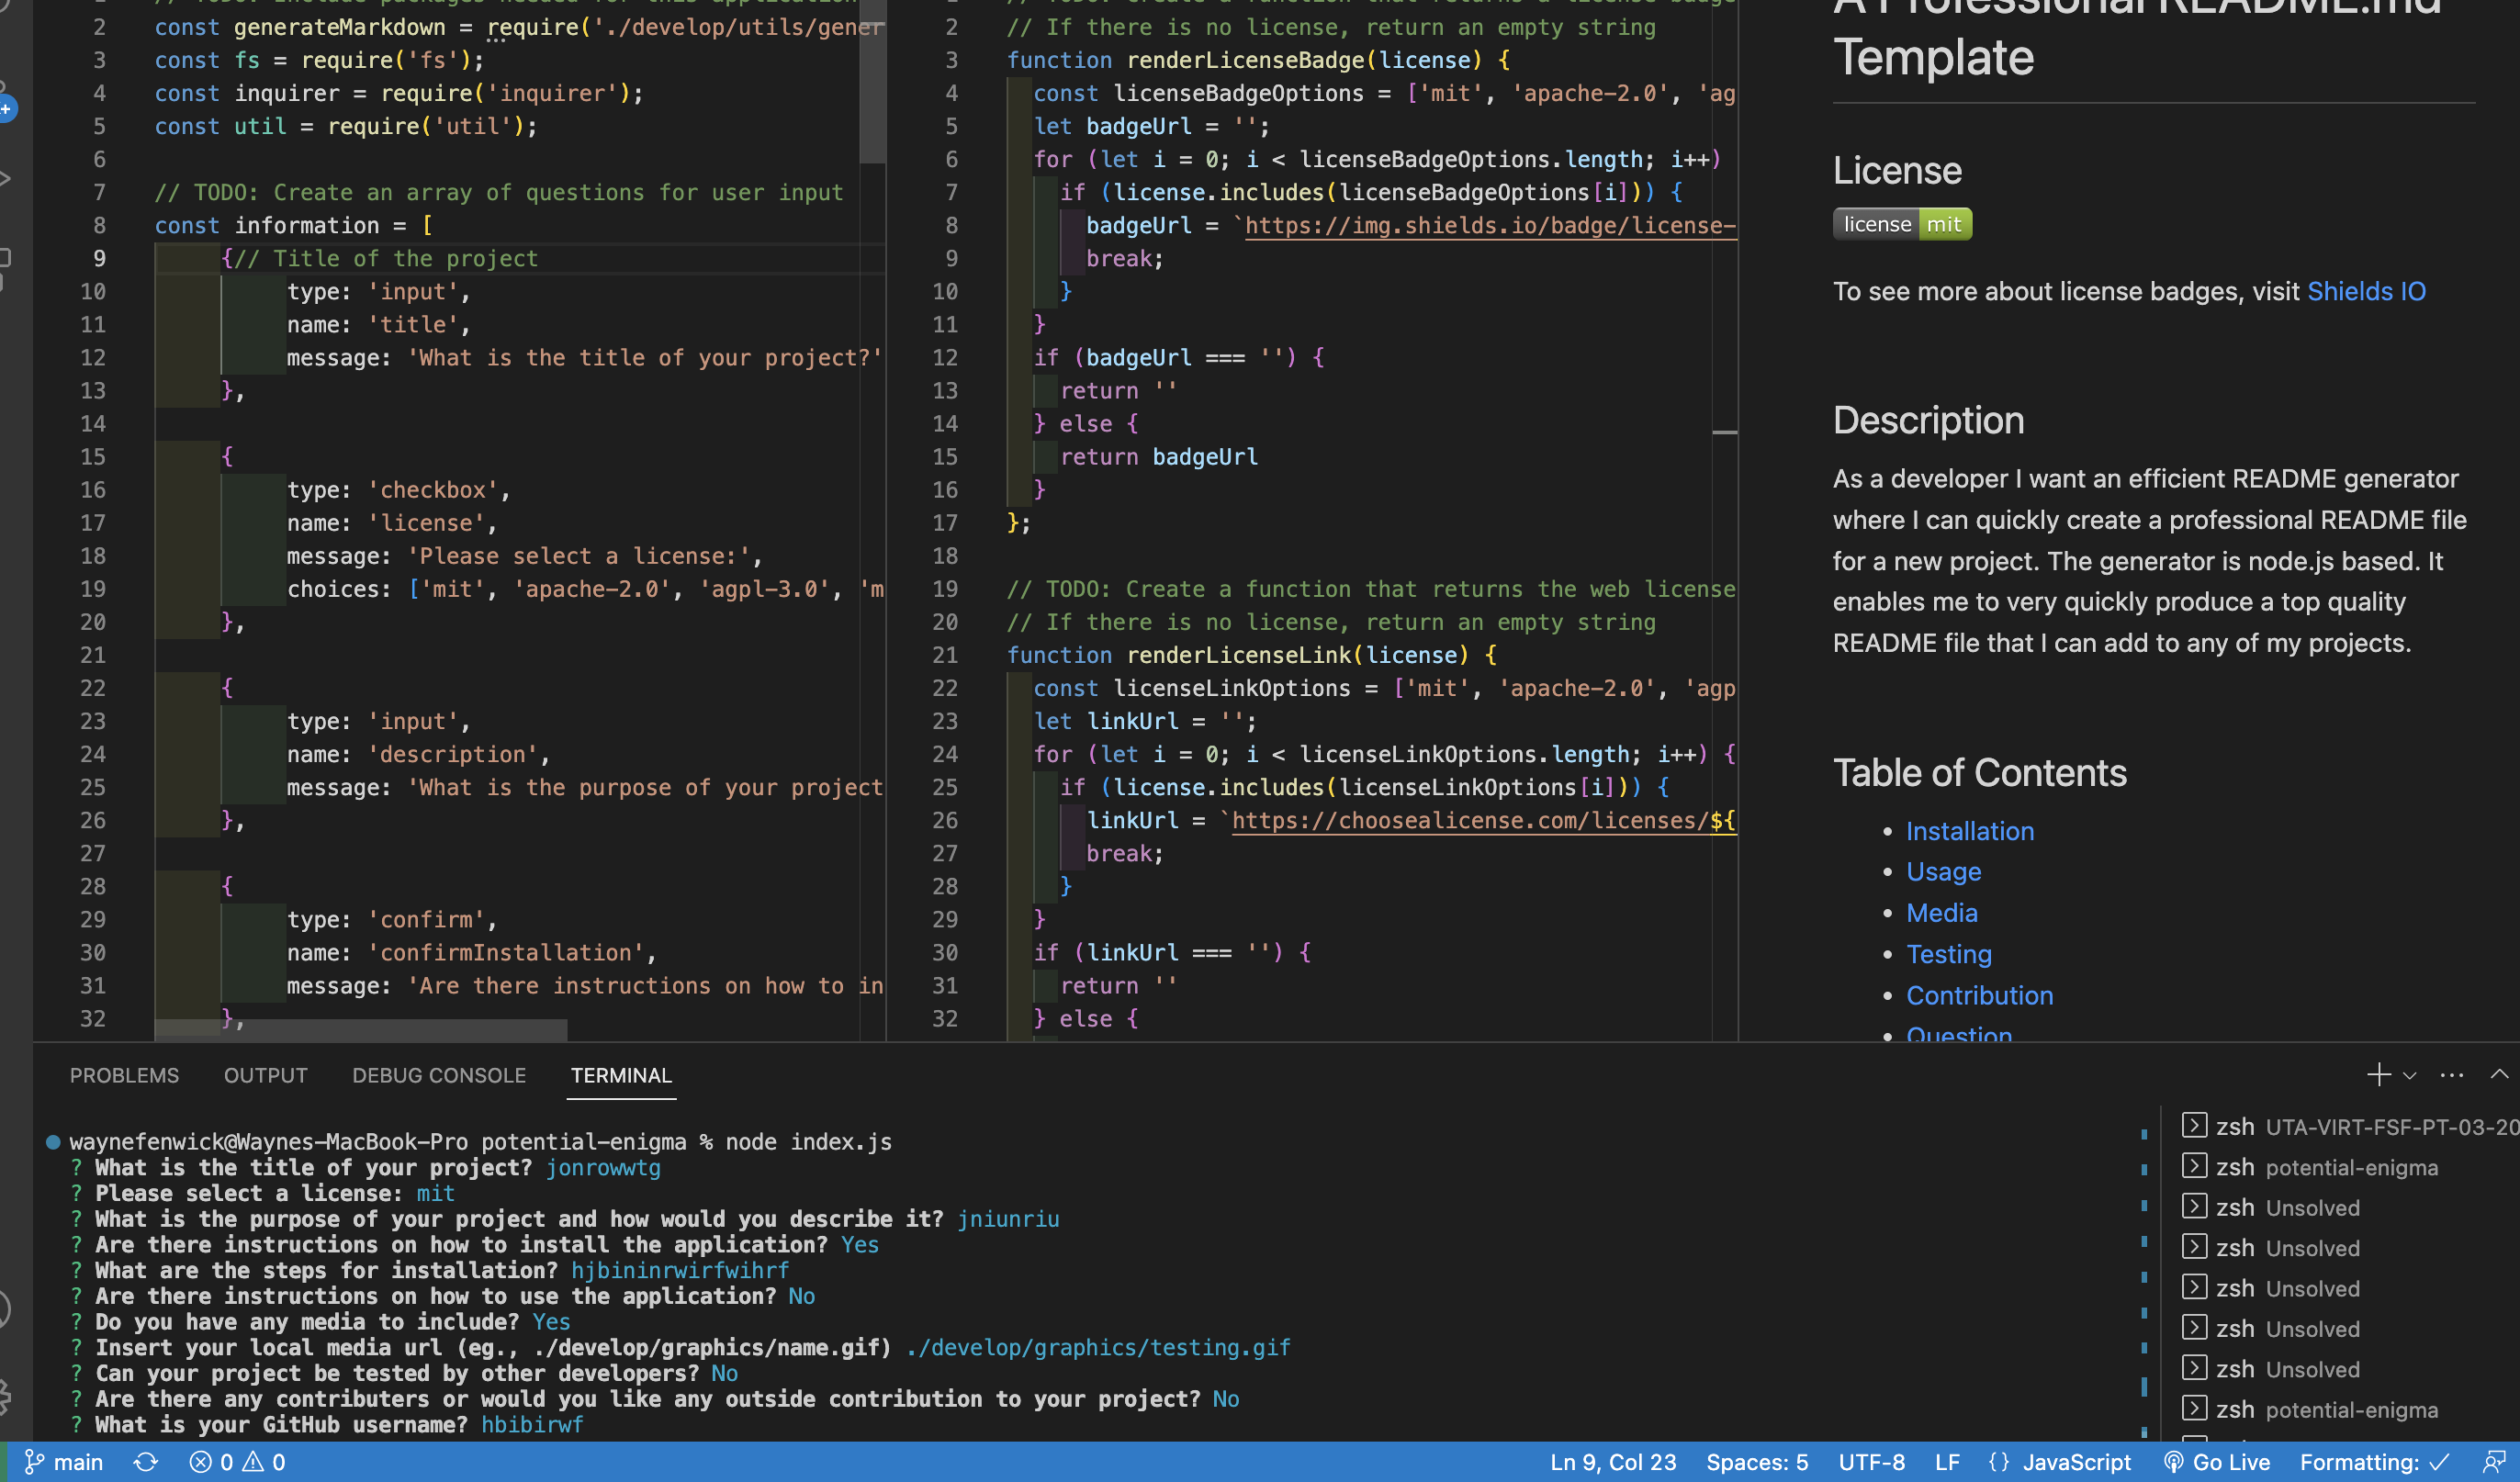 2 const generateMarkdown = require('./develop/utils/gener
3 const fs = require('fs');
4 const inquirer = require('inquirer');
5 const util = require('util');
6
7 // TODO: Create an array of questions for user input
8 const information = [
9 {// Title of the project
10 type: 'input',
11 name: 'title',
12 message: 'What is the title of your project?'
13 },
14
15 {
16 type: 'checkbox',
17 name: 'license',
18 message: 'Please select a license:',
19 choices: ['mit', 'apache-2.0', 'agpl-3.0', 'm
20 },
21
22 {
23 type: 'input',
24 name: 'description',
25 message: 'What is the purpose of your project
26 },
27
28 {
29 type: 'confirm',
30 name: 'confirmInstallation',
31 message: 'Are there instructions on how to in
32 },
2 // If there is no license, return an empty string
3 function renderLicenseBadge(license) {
4 const licenseBadgeOptions = ['mit', 'apache-2.0', 'ag
5 let badgeUrl = '';
6 for (let i = 0; i < licenseBadgeOptions.length; i++)
7 if (license.includes(licenseBadgeOptions[i])) {
8 badgeUrl = `https://img.shields.io/badge/license-
9 break;
10 }
11 }
12 if (badgeUrl === '') {
13 return ''
14 } else {
15 return badgeUrl
16 }
17 };
18
19 // TODO: Create a function that returns the web license
20 // If there is no license, return an empty string
21 function renderLicenseLink(license) {
22 const licenseLinkOptions = ['mit', 'apache-2.0', 'agp
23 let linkUrl = '';
24 for (let i = 0; i < licenseLinkOptions.length; i++) {
25 if (license.includes(licenseLinkOptions[i])) {
26 linkUrl = `https://choosealicense.com/licenses/${
27 break;
28 }
29 }
30 if (linkUrl === '') {
31 return ''
32 } else {
A Professional README.md
Template
License
license mit
To see more about license badges, visit Shields IO
Description
As a developer I want an efficient README generator
where I can quickly create a professional README file
for a new project. The generator is node.js based. It
enables me to very quickly produce a top quality
README file that I can add to any of my projects.
Table of Contents
• Installation
• Usage
• Media
• Testing
• Contribution
• Question
PROBLEMS OUTPUT DEBUG CONSOLE TERMINAL
waynefenwick@Waynes-MacBook-Pro potential-enigma % node index.js
? What is the title of your project? jonrowwtg
? Please select a license: mit
? What is the purpose of your project and how would you describe it? jniunriu
? Are there instructions on how to install the application? Yes
? What are the steps for installation? hjbininrwirfwihrf
? Are there instructions on how to use the application? No
? Do you have any media to include? Yes
? Insert your local media url (eg., ./develop/graphics/name.gif) ./develop/graphics/testing.gif
? Can your project be tested by other developers? No
? Are there any contributers or would you like any outside contribution to your project? No
? What is your GitHub username? hbibirwf
zsh UTA-VIRT-FSF-PT-03-20
zsh potential-enigma
zsh Unsolved
zsh Unsolved
zsh Unsolved
zsh Unsolved
zsh Unsolved
zsh potential-enigma
main 0 0 Ln 9, Col 23 Spaces: 5 UTF-8 LF {} JavaScript Go Live Formatting: ✓